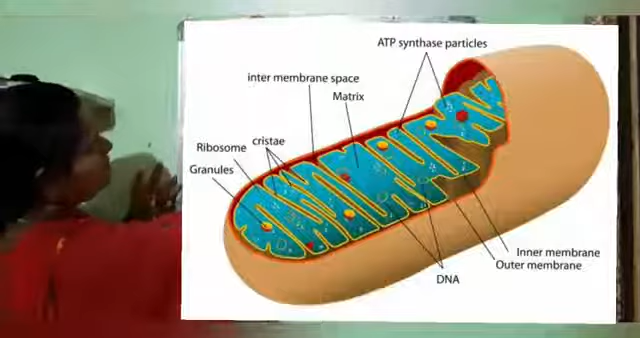 ATP synthase particles
inter membrane space
Matrix
Ribosome
cristae
Granules
Inner membrane
Outer membrane
DNA